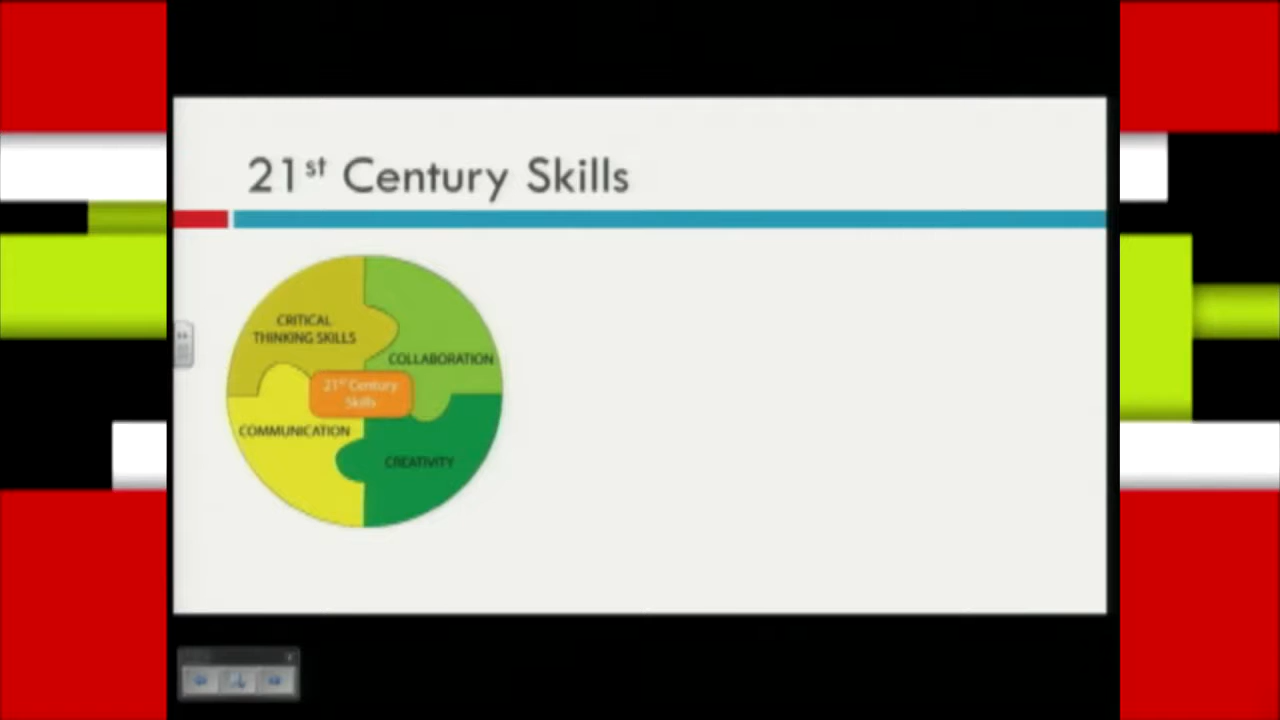 21st Century Skills
CRITICAL
THINKING SKILLS
COLLABORATION
21st Century
Skills
COMMUNICATION
CREATIVITY